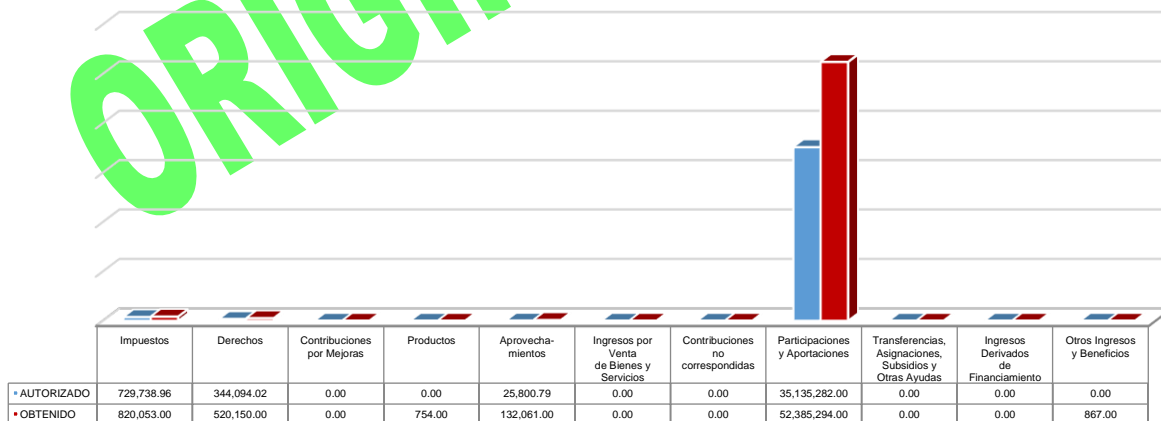 ORIG
Impuestos
Derechos
Contribuciones
por Mejoras
Productos
Aprovecha-
mientos
Ingresos por
Venta
de Bienes y
Servicios
Contribuciones
no
correspondidas
Participaciones
y Aportaciones
Transferencias,
Asignaciones,
Subsidios y
Otras Ayudas
Ingresos
Derivados
de
Financiamiento
Otros Ingresos
y Beneficios
AUTORIZADO 729,738.96 344,094.02 0.00 0.00 25,800.79 0.00 0.00 35,135,282.00 0.00 0.00 0.00
OBTENIDO 820,053.00 520,150.00 0.00 754.00 132,061.00 0.00 0.00 52,385,294.00 0.00 0.00 867.00